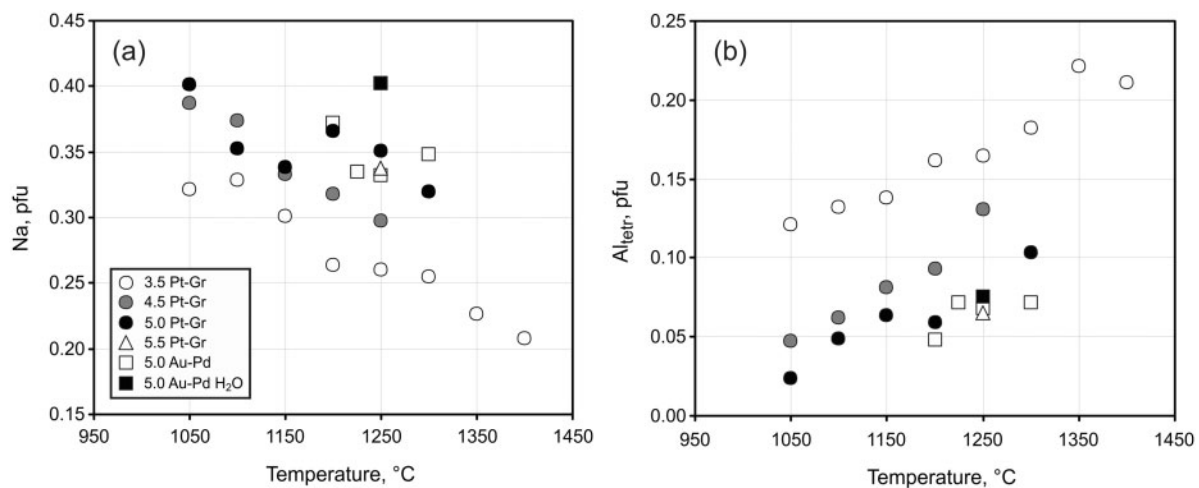 (a)
Na, pfu
0.45
0.40
0.35
0.30
0.25
0.20
0.15
3.5 Pt-Gr
4.5 Pt-Gr
5.0 Pt-Gr
5.5 Pt-Gr
5.0 Au-Pd
5.0 Au-Pd H₂O
950 1050 1150 1250 1350 1450
Temperature, °C
(b)
Al_tetr, pfu
0.25
0.20
0.15
0.10
0.05
0.00
950 1050 1150 1250 1350 1450
Temperature, °C